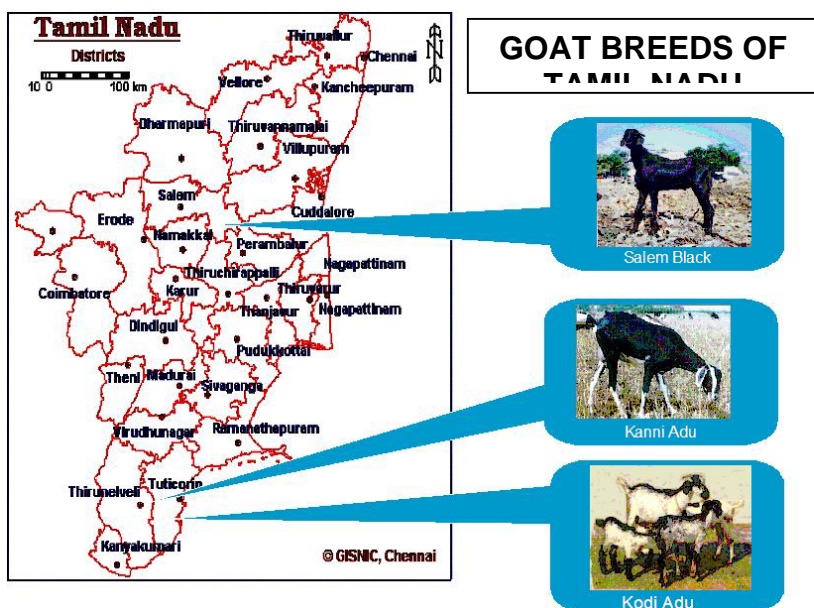 Tamil Nadu
Districts
10 0 100 km
N
GOAT BREEDS OF
TAMIL NADU
Thiruvallur
Chennai
Vellore
Kancheepuram
Dharmapuri
Thiruvannamalai
Villupuram
Salem
Cuddalore
Erode
Namakkal
Perambalur
Nagapattinam
Thiruchirappalli
Coimbatore
Karur
Thiruvarur
Thanjavur
Nagapattinam
Dindigul
Pudukkottai
Theni
Madurai
Sivaganga
Virudhunagar
Ramanathapuram
Tuticorin
Thirunelveli
Kanyakumari
© GISNIC, Chennai
Salem Black
Kanni Adu
Kodi Adu